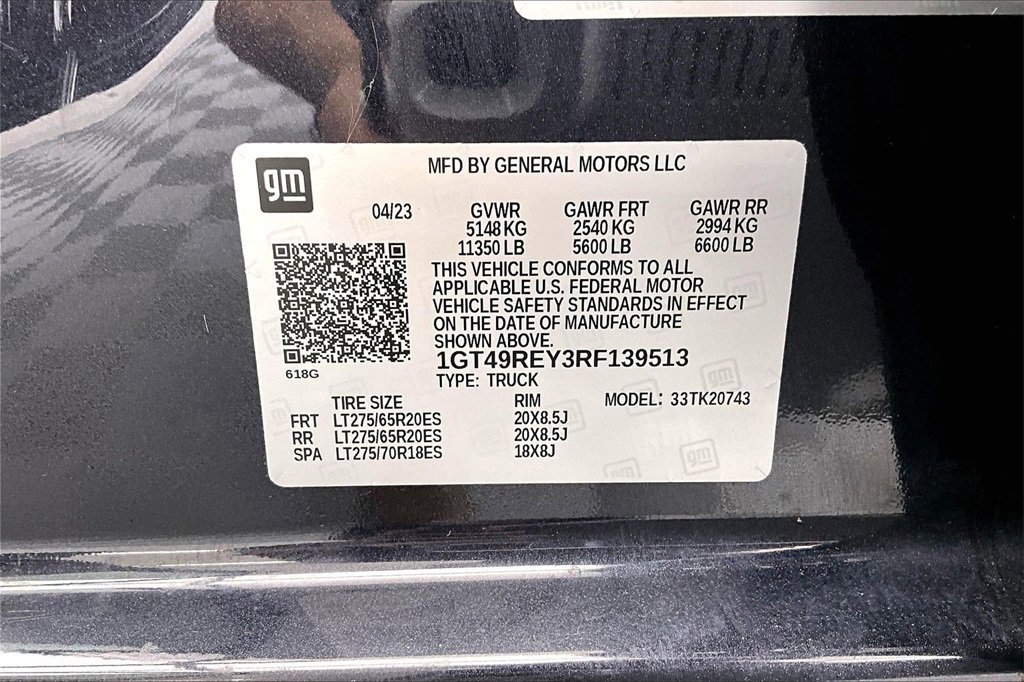 gm
MFD BY GENERAL MOTORS LLC
04/23 GVWR GAWR FRT GAWR RR
5148 KG 2540 KG 2994 KG
11350 LB 5600 LB 6600 LB
THIS VEHICLE CONFORMS TO ALL
APPLICABLE U.S. FEDERAL MOTOR
VEHICLE SAFETY STANDARDS IN EFFECT
ON THE DATE OF MANUFACTURE
SHOWN ABOVE.
1GT49REY3RF139513
618G
TYPE: TRUCK
TIRE SIZE RIM MODEL: 33TK20743
FRT LT275/65R20ES 20X8.5J
RR LT275/65R20ES 20X8.5J
SPA LT275/70R18ES 18X8J